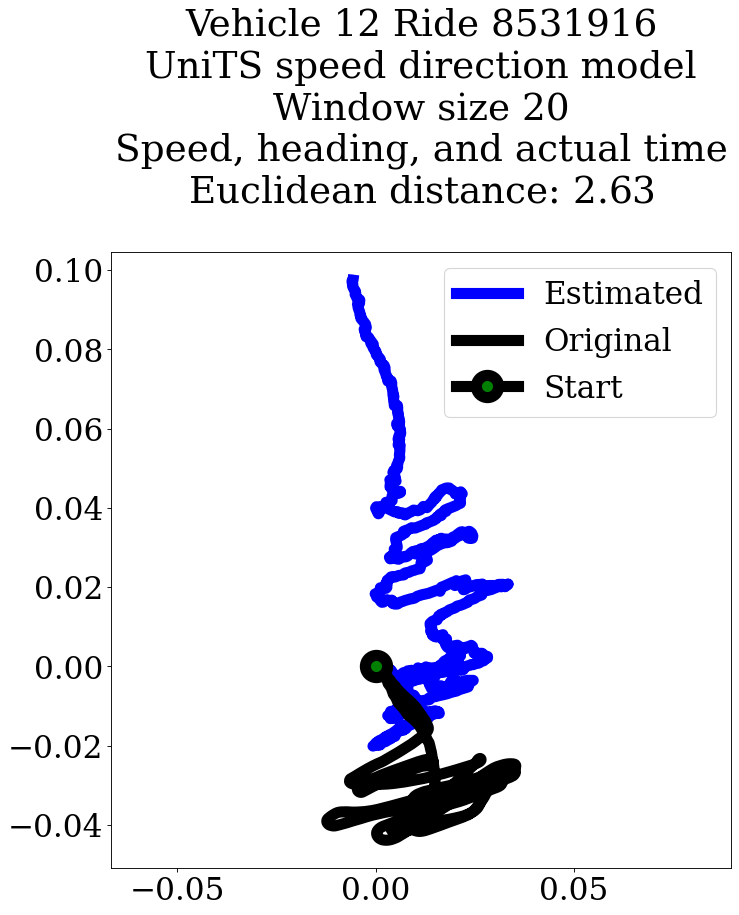 Vehicle 12 Ride 8531916
UniTS speed direction model
Window size 20
Speed, heading, and actual time
Euclidean distance: 2.63
0.10
0.08
0.06
0.04
0.02
0.00
−0.02
−0.04
Estimated
Original
Start
−0.05
0.00
0.05